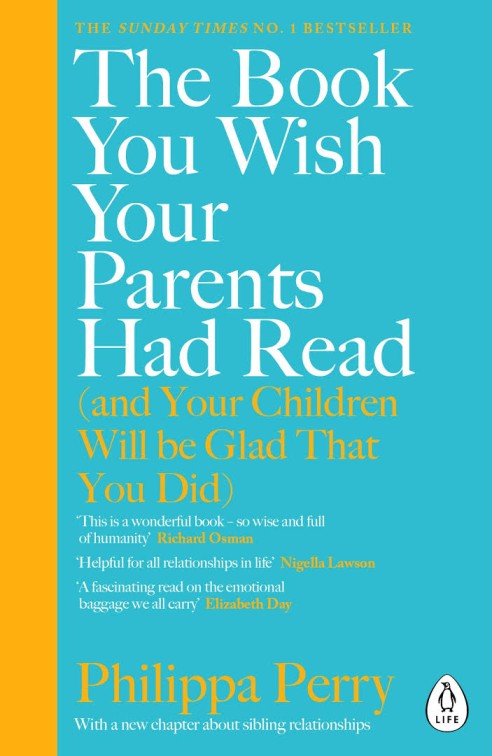 THE SUNDAY TIMES NO. 1 BESTSELLER
The Book
You Wish
Your
Parents
Had Read
(and Your Children
Will be Glad That
You Did)
‘This is a wonderful book – so wise and full
of humanity’ Richard Osman
‘Helpful for all relationships in life’ Nigella Lawson
‘A fascinating read on the emotional
baggage we all carry’ Elizabeth Day
Philippa Perry
With a new chapter about sibling relationships
LIFE